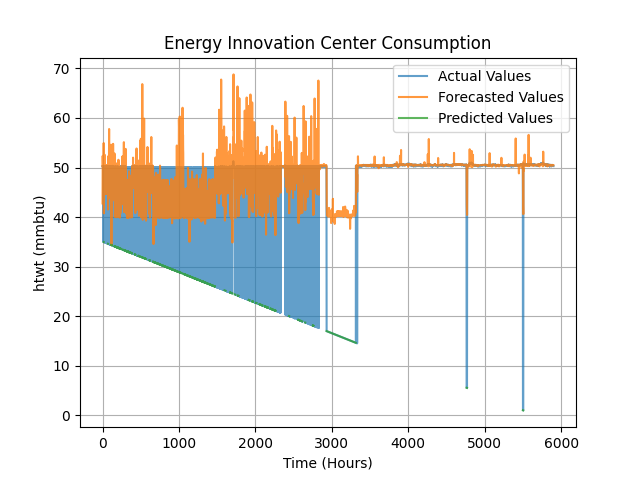 Energy Innovation Center Consumption
Actual Values
Forecasted Values
Predicted Values
70
60
50
40
30
20
10
0
htwt (mmbtu)
0 1000 2000 3000 4000 5000 6000
Time (Hours)